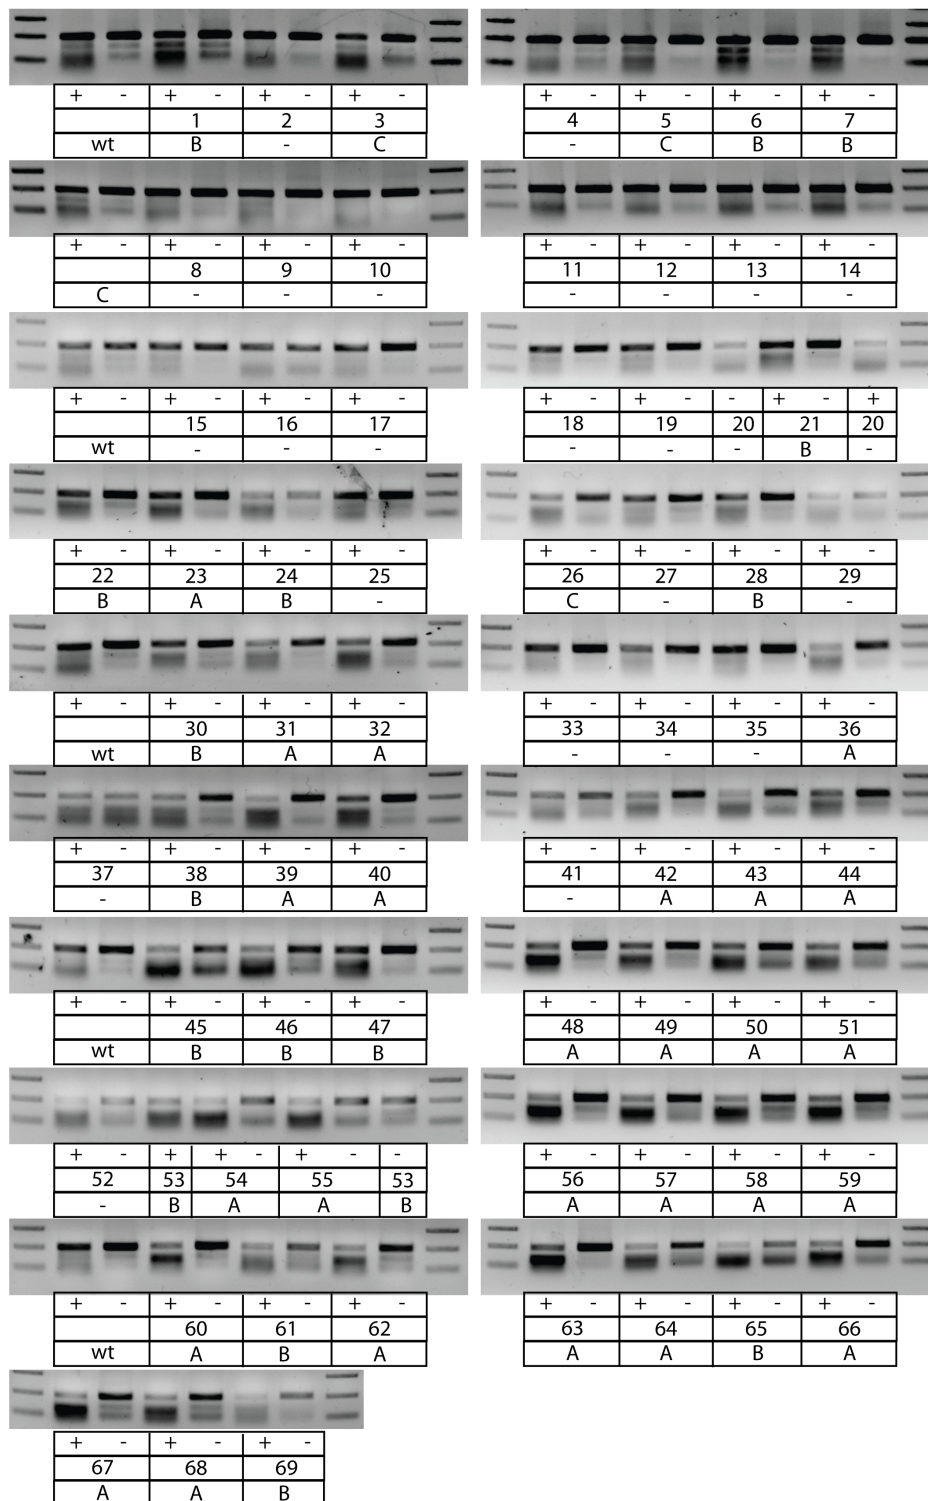 + - + - + - + -
1 2 3
wt B - C
+ - + - + - + -
4 5 6 7
- C B B
+ - + - + - + -
8 9 10
C - - -
+ - + - + - + -
11 12 13 14
- - - -
+ - + - + - + -
15 16 17
wt - - -
+ - + - - + - +
18 19 20 21 20
- - - B -
+ - + - + - + -
22 23 24 25
B A B -
+ - + - + - + -
26 27 28 29
C - B -
+ - + - + - + -
30 31 32
wt B A A
+ - + - + - + -
33 34 35 36
- - - A
+ - + - + - + -
37 38 39 40
- B A A
+ - + - + - + -
41 42 43 44
- A A A
+ - + - + - + -
45 46 47
wt B B B
+ - + - + - + -
48 49 50 51
A A A A
+ - + + - + - -
52 53 54 55 53
- B A A B
+ - + - + - + -
56 57 58 59
A A B A
+ - + - + - + -
60 61 62
wt A B A
+ - + - + - + -
63 64 65 66
A A B A
+ - + - + -
67 68 69
A A B